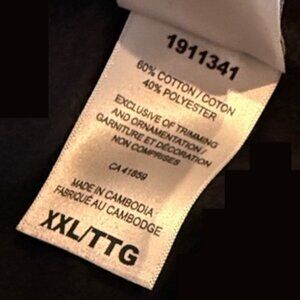 1911341
60% COTTON / COTON
40% POLYESTER
EXCLUSIVE OF TRIMMING
AND ORNAMENTATION
GARNITURE ET DÉCORATION
NON COMPRISES
CA 41859
MADE IN CAMBODIA
FABRIQUÉ AU CAMBODGE
XXL/TTG